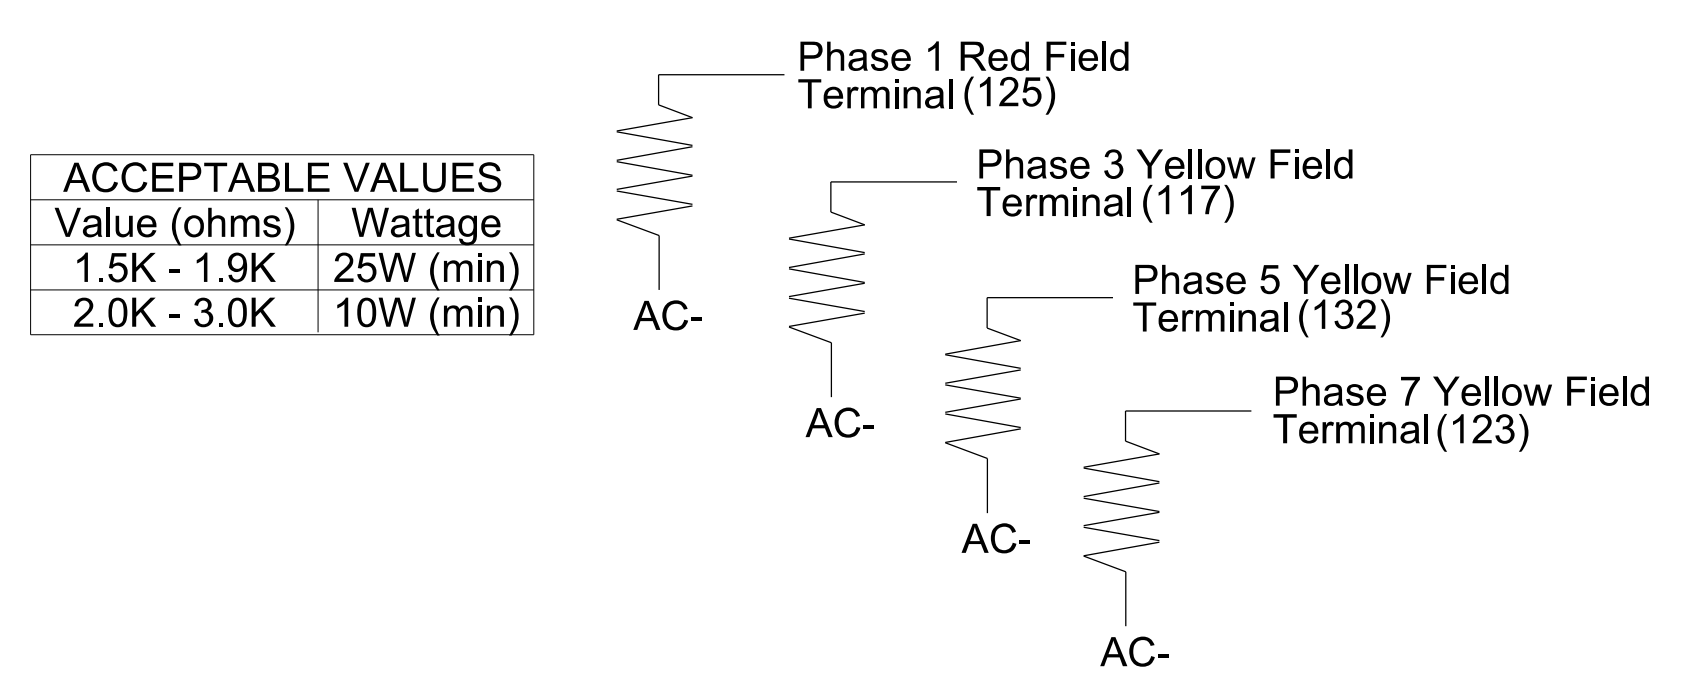 ACCEPTABLE VALUES
Value (ohms) Wattage
1.5K - 1.9K 25W (min)
2.0K - 3.0K 10W (min)
Phase 1 Red Field
Terminal (125)
AC-
Phase 3 Yellow Field
Terminal (117)
AC-
Phase 5 Yellow Field
Terminal (132)
AC-
Phase 7 Yellow Field
Terminal (123)
AC-